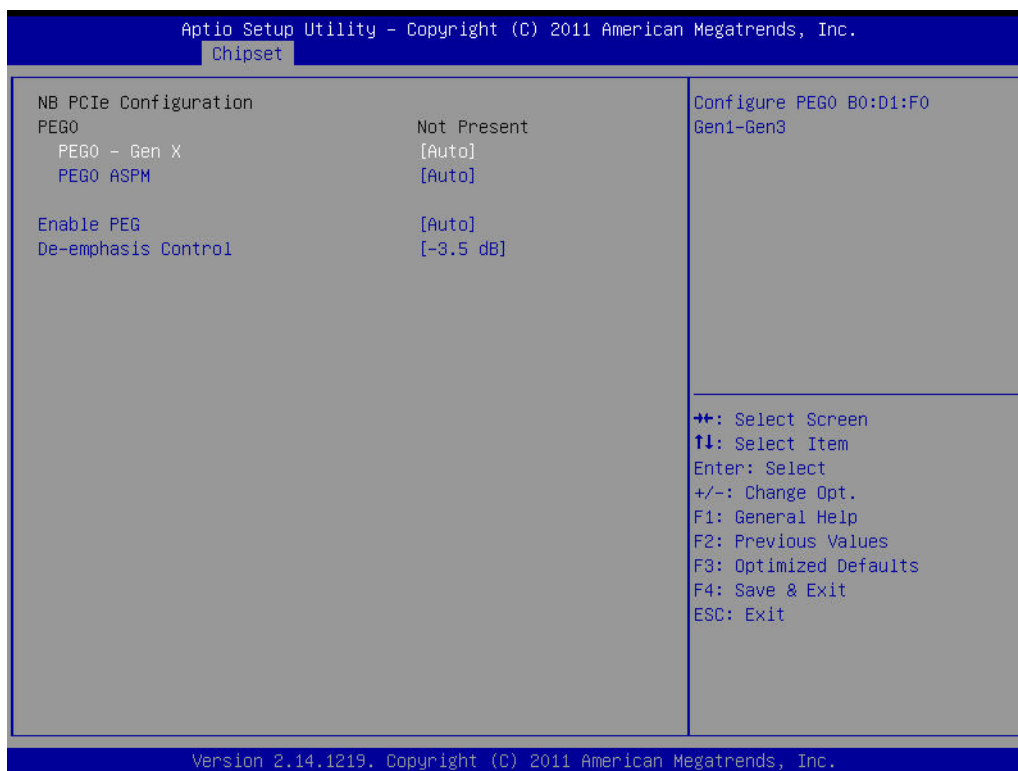 Aptio Setup Utility – Copyright (C) 2011 American Megatrends, Inc.
Chipset
NB PCIe Configuration
PEG0 Not Present
PEG0 – Gen X [Auto]
PEG0 ASPM [Auto]
Enable PEG [Auto]
De-emphasis Control [-3.5 dB]
Configure PEG0 B0:D1:F0
Gen1-Gen3
→←: Select Screen
↑↓: Select Item
Enter: Select
+/-: Change Opt.
F1: General Help
F2: Previous Values
F3: Optimized Defaults
F4: Save & Exit
ESC: Exit
Version 2.14.1219. Copyright (C) 2011 American Megatrends, Inc.